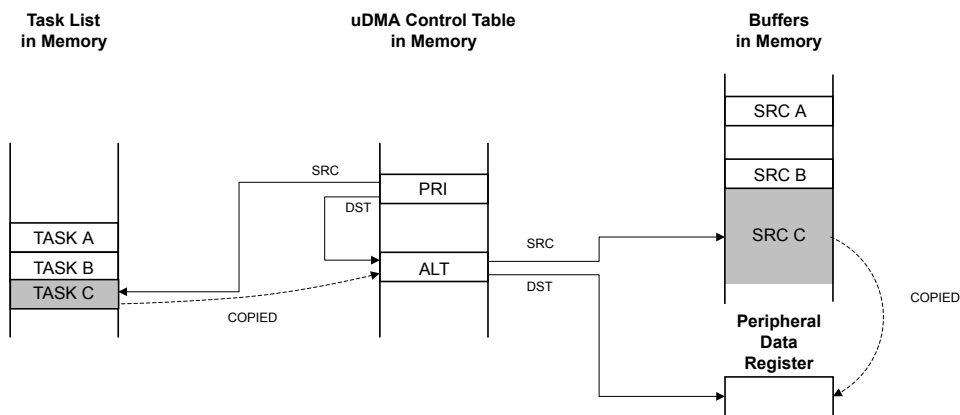 Task List
in Memory
uDMA Control Table
in Memory
Buffers
in Memory
SRC A
SRC B
SRC C
SRC
PRI
DST
TASK A
TASK B
TASK C
ALT
SRC
DST
COPIED
COPIED
Peripheral
Data
Register